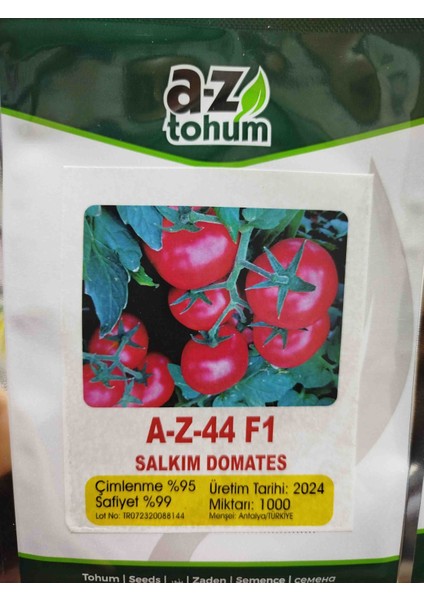 a-z
tohum
A-Z-44 F1
SALKIM DOMATES
Çimlenme %95
Safiyet %99
Lot No: TR072320088144
Üretim Tarihi: 2024
Miktarı: 1000
Menşei: Antalya/TÜRKİYE
Tohum | Seeds | بذور | Zaden | Semence | семена